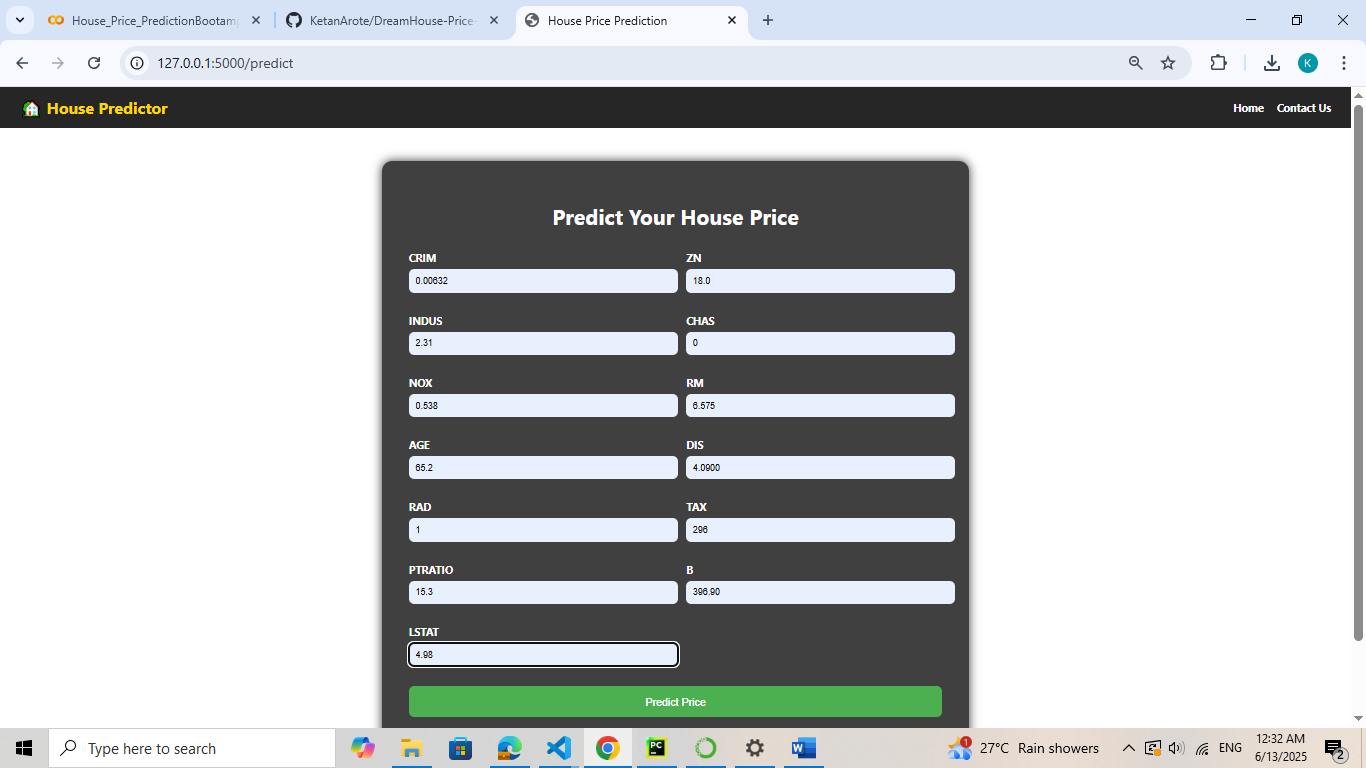 House_Price_PredictionBootamp
KetanArote/DreamHouse-Price-
House Price Prediction
127.0.0.1:5000/predict
K
House Predictor
Home
Contact Us
Predict Your House Price
CRIM
ZN
0.00632
18.0
INDUS
CHAS
2.31
0
NOX
RM
0.538
6.575
AGE
DIS
65.2
4.0900
RAD
TAX
1
296
PTRATIO
B
15.3
396.90
LSTAT
4.98
Predict Price
Type here to search
PC
W
1
27°C Rain showers
ENG
12:32 AM
6/13/2025
2